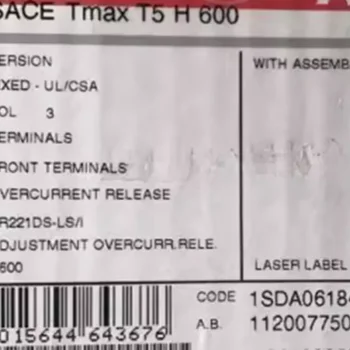 SACE Tmax T5 H 600
ERSION
WITH ASSEMB
XED - UL/CSA
OL 3
ERMINALS
RONT TERMINALS
VERCURRENT RELEASE
R221DS-LS/I
DJUSTMENT OVERCURR.RELE.
600
LASER LABEL
CODE 1SDA0618
015644 643676
A.B. 112007750